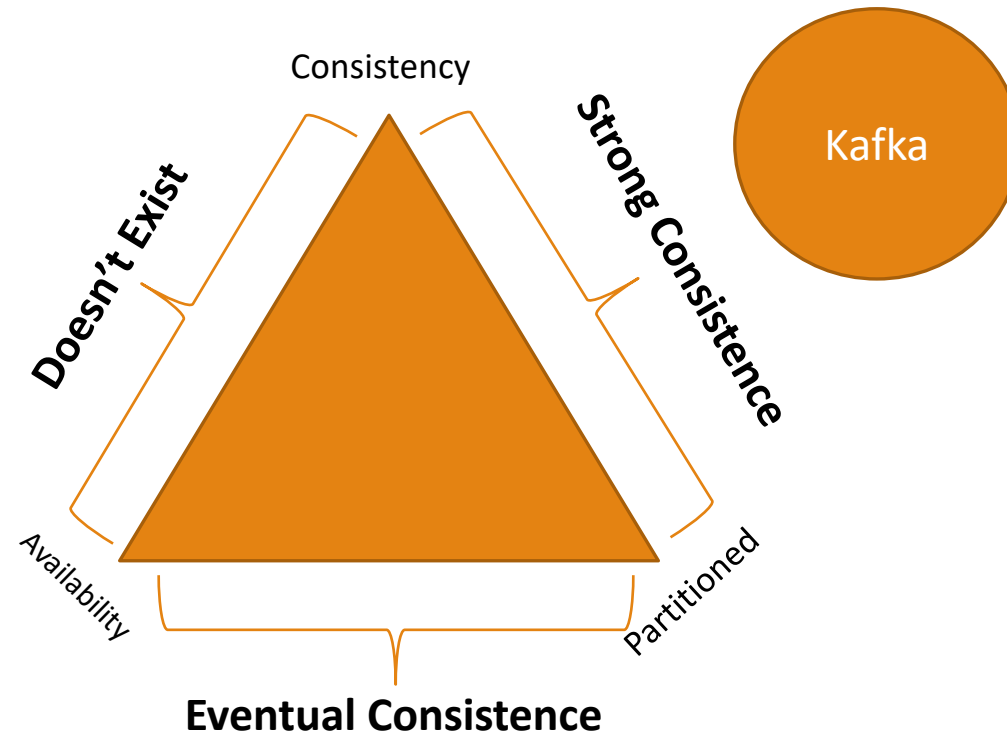 Consistency
Kafka
Doesn’t Exist
Strong Consistence
Availability
Partitioned
Eventual Consistence